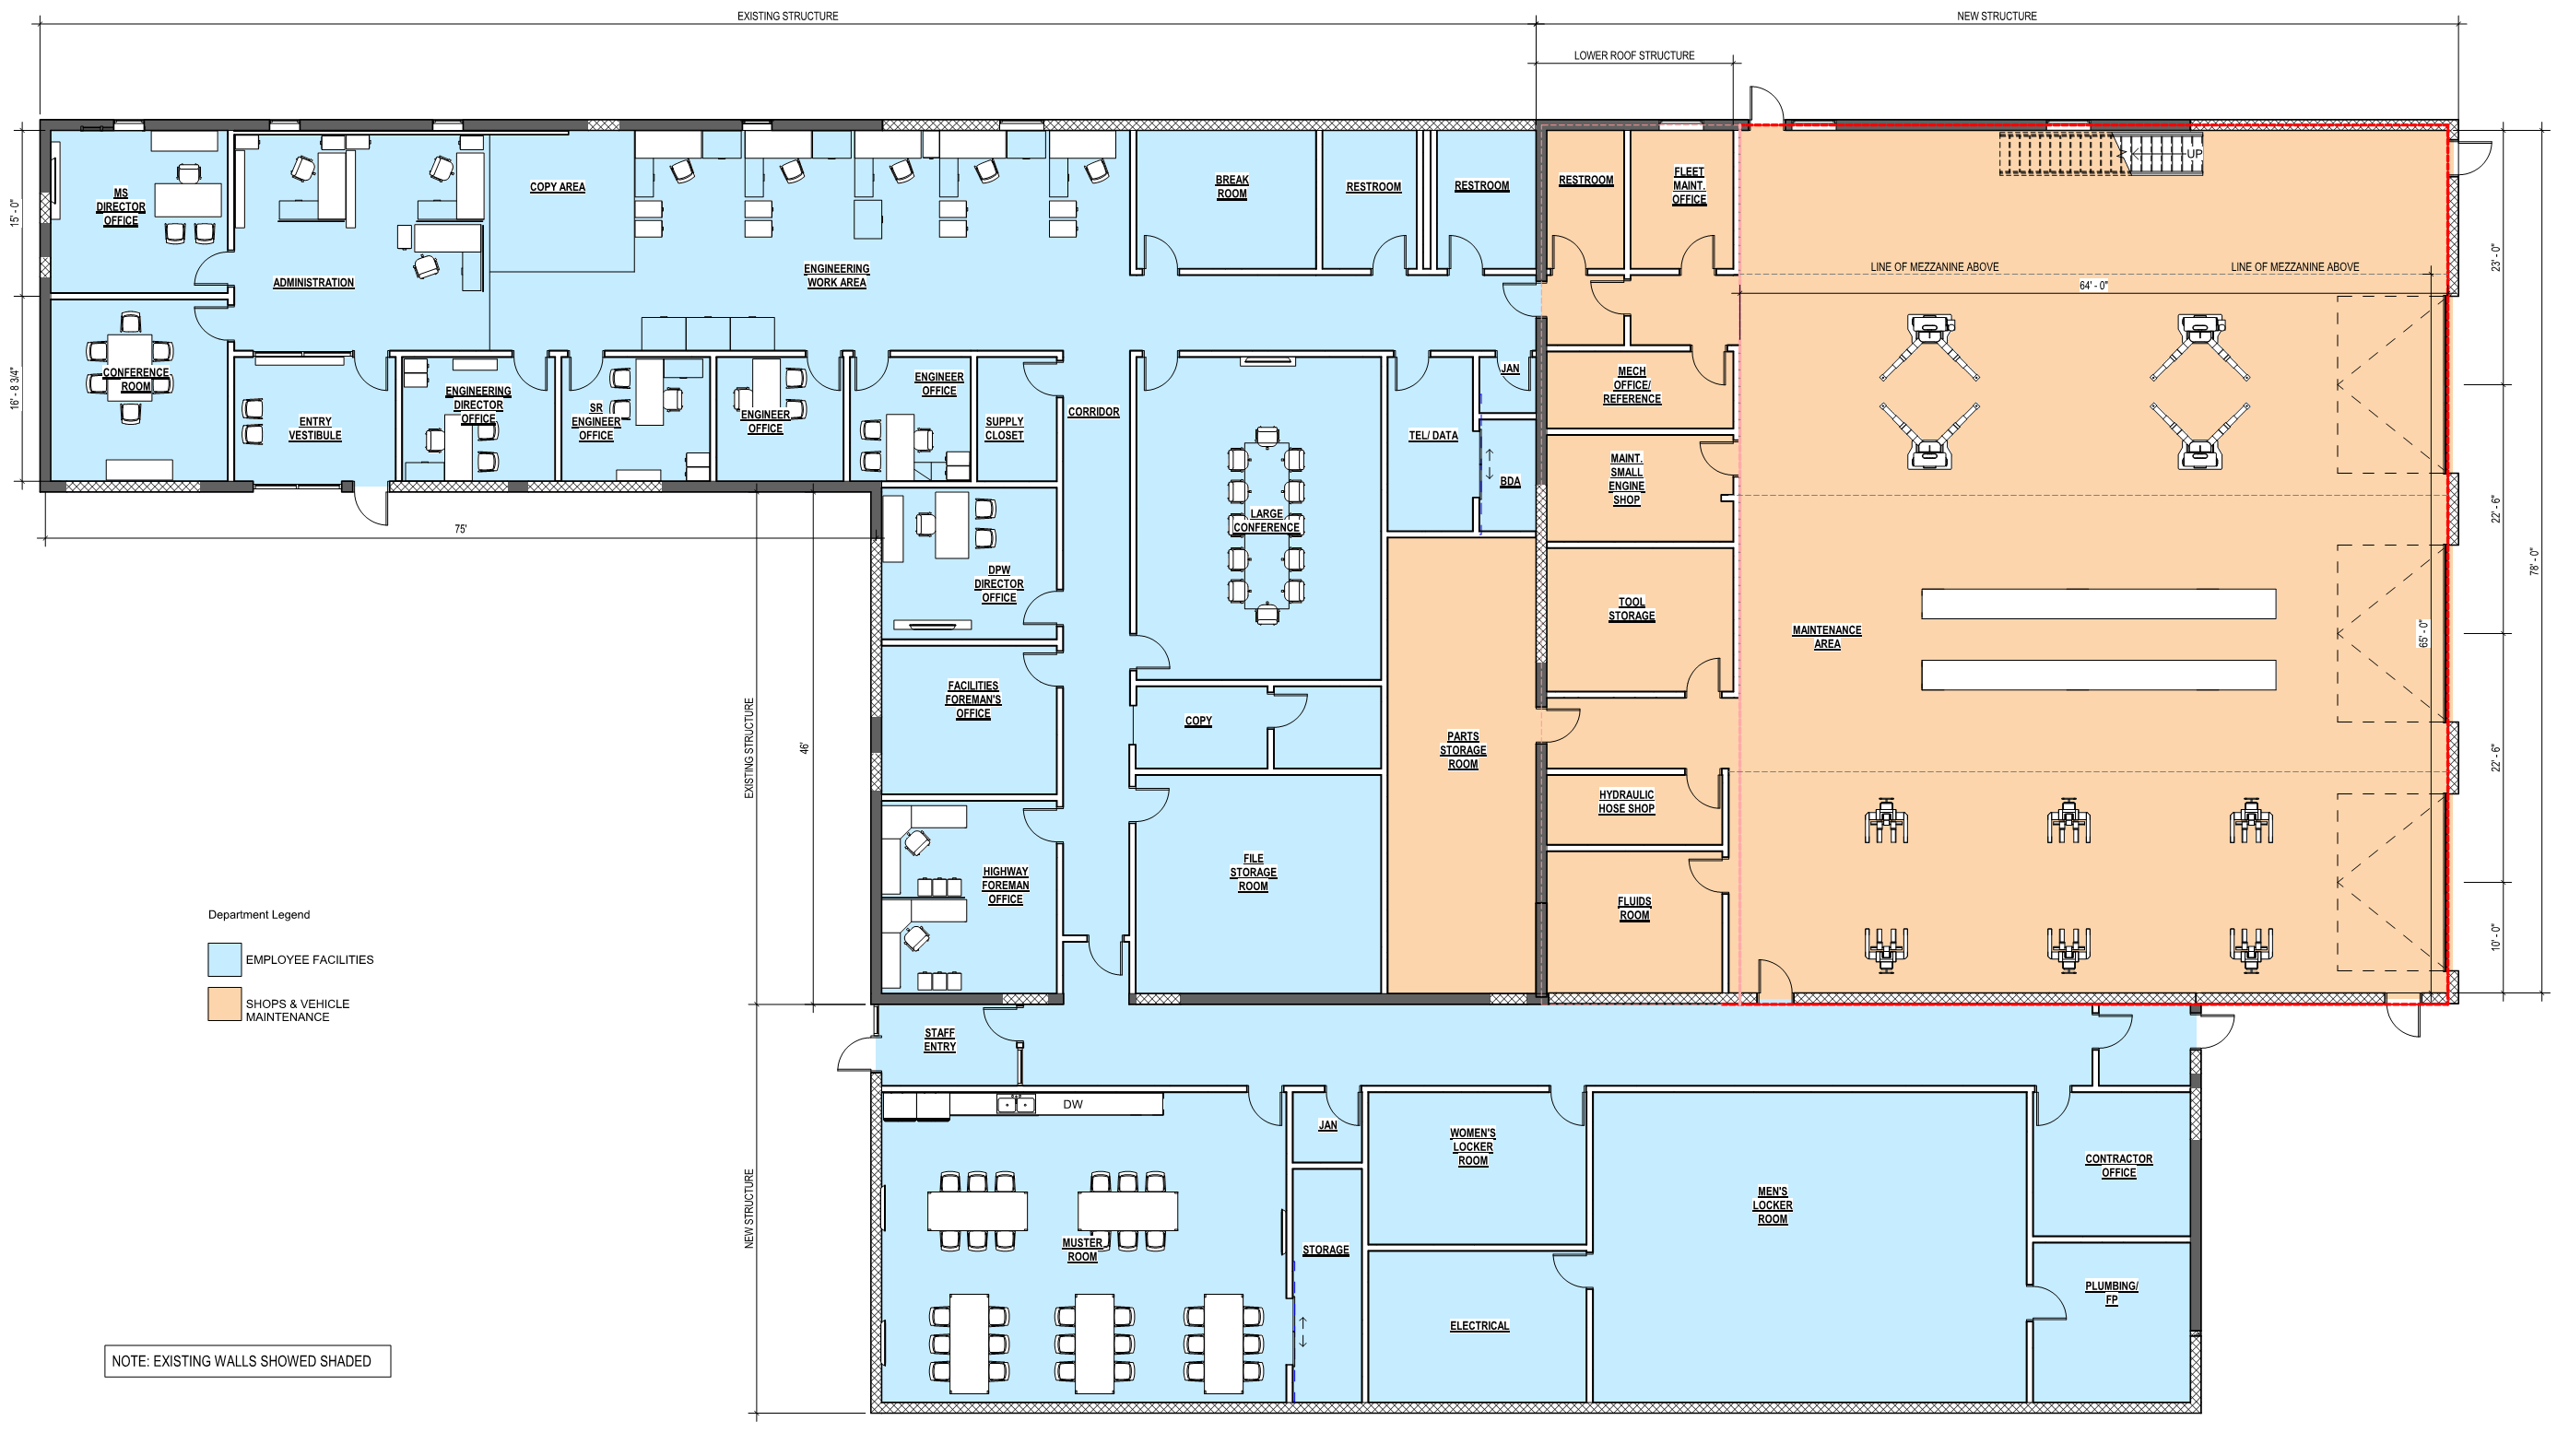 EXISTING STRUCTURE
NEW STRUCTURE
LOWER ROOF STRUCTURE
MS
DIRECTOR
OFFICE
COPY AREA
BREAK
ROOM
RESTROOM
RESTROOM
RESTROOM
FLEET
MAINT.
OFFICE
UP
15' - 0"
23' - 0"
ADMINISTRATION
ENGINEERING
WORK AREA
LINE OF MEZZANINE ABOVE
LINE OF MEZZANINE ABOVE
64' - 0"
CONFERENCE
ROOM
16' - 8 3/4"
ENTRY
VESTIBULE
ENGINEERING
DIRECTOR
OFFICE
SR
ENGINEER
OFFICE
ENGINEER
OFFICE
ENGINEER
OFFICE
SUPPLY
CLOSET
CORRIDOR
TEL/ DATA
JAN
BDA
MECH
OFFICE/
REFERENCE
MAINT.
SMALL
ENGINE
SHOP
LARGE
CONFERENCE
75'
22' - 6"
78' - 0"
DPW
DIRECTOR
OFFICE
TOOL
STORAGE
MAINTENANCE
AREA
65' - 0"
FACILITIES
FOREMAN'S
OFFICE
COPY
PARTS
STORAGE
ROOM
EXISTING STRUCTURE
46'
22' - 6"
HYDRAULIC
HOSE SHOP
HIGHWAY
FOREMAN
OFFICE
FILE
STORAGE
ROOM
FLUIDS
ROOM
10' - 0"
Department Legend
EMPLOYEE FACILITIES
SHOPS & VEHICLE
MAINTENANCE
STAFF
ENTRY
DW
JAN
WOMEN'S
LOCKER
ROOM
MEN'S
LOCKER
ROOM
CONTRACTOR
OFFICE
NEW STRUCTURE
MUSTER
ROOM
STORAGE
ELECTRICAL
PLUMBING/
FP
NOTE: EXISTING WALLS SHOWED SHADED